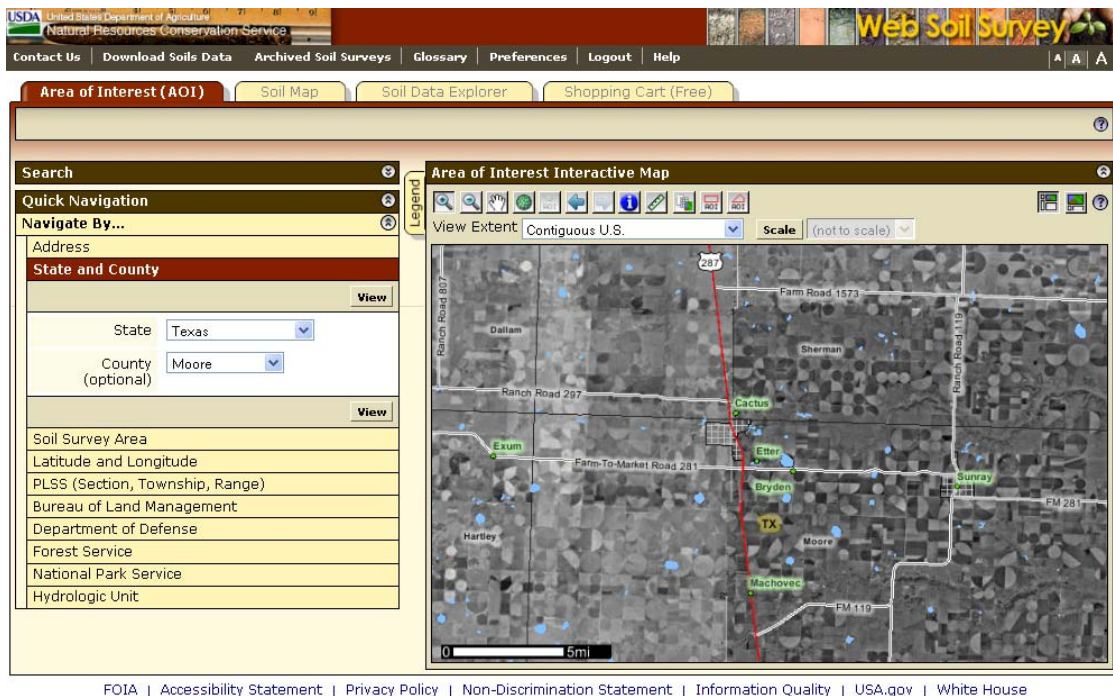 USDA United States Department of Agriculture
Natural Resources Conservation Service
Web Soil Survey
Contact Us | Download Soils Data Archived Soil Surveys | Glossary | Preferences | Logout | Help | A A A
Area of Interest (AOI) Soil Map Soil Data Explorer Shopping Cart (Free)
Search
Quick Navigation
Navigate By...
Address
State and County
View
State Texas
County (optional) Moore
View
Soil Survey Area
Latitude and Longitude
PLSS (Section, Township, Range)
Bureau of Land Management
Department of Defense
Forest Service
National Park Service
Hydrologic Unit
Legend
Area of Interest Interactive Map
AOI AOI
View Extent Contiguous U.S. Scale (not to scale)
287
Ranch Road 807
Farm Road 1573
Dallam
Sherman
Ranch Road 119
Ranch Road 297
Cactus
Exum
Etter
Farm-To-Market Road 281
Sunray
Bryden
FM 281
TX
Hartley
Moore
Machovec
FM 119
0 5mi
FOIA | Accessibility Statement | Privacy Policy | Non-Discrimination Statement | Information Quality | USA.gov | White House